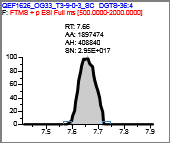 QEF1626_OG33_T3-9-0-3_SC DGTS-36:4
F: FTMS + p ESI Full ms [500.0000-2000.0000]
RT: 7.66
AA: 1897474
AH: 408840
SN: 2.95E+017
100
80
60
40
20
0
7.5 7.6 7.7 7.8 7.9